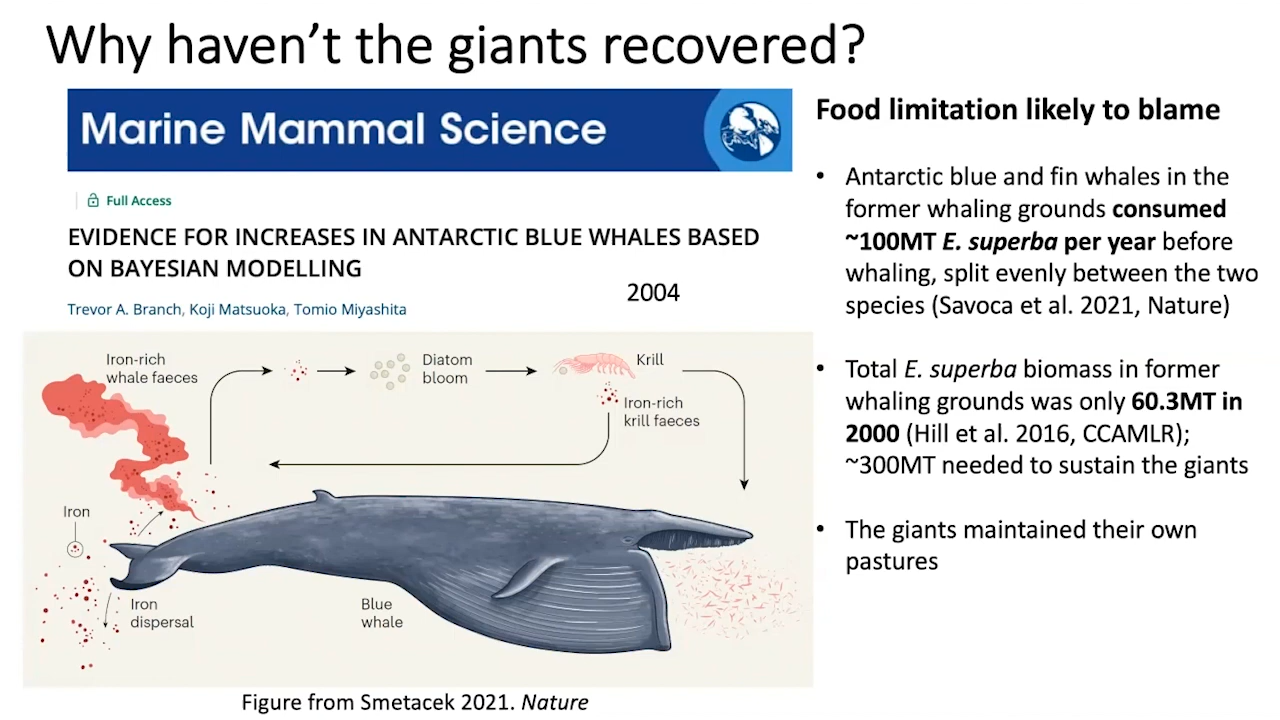 Why haven't the giants recovered?
Marine Mammal Science
Full Access
EVIDENCE FOR INCREASES IN ANTARCTIC BLUE WHALES BASED
ON BAYESIAN MODELLING
2004
Trevor A. Branch, Koji Matsuoka, Tomio Miyashita
Iron-rich
whale faeces
Diatom
bloom
Krill
Iron-rich
krill faeces
Iron
Iron
dispersal
Blue
whale
Figure from Smetacek 2021. Nature
Food limitation likely to blame
• Antarctic blue and fin whales in the
former whaling grounds consumed
~100MT E. superba per year before
whaling, split evenly between the two
species (Savoca et al. 2021, Nature)
• Total E. superba biomass in former
whaling grounds was only 60.3MT in
2000 (Hill et al. 2016, CCAMLR);
~300MT needed to sustain the giants
• The giants maintained their own
pastures